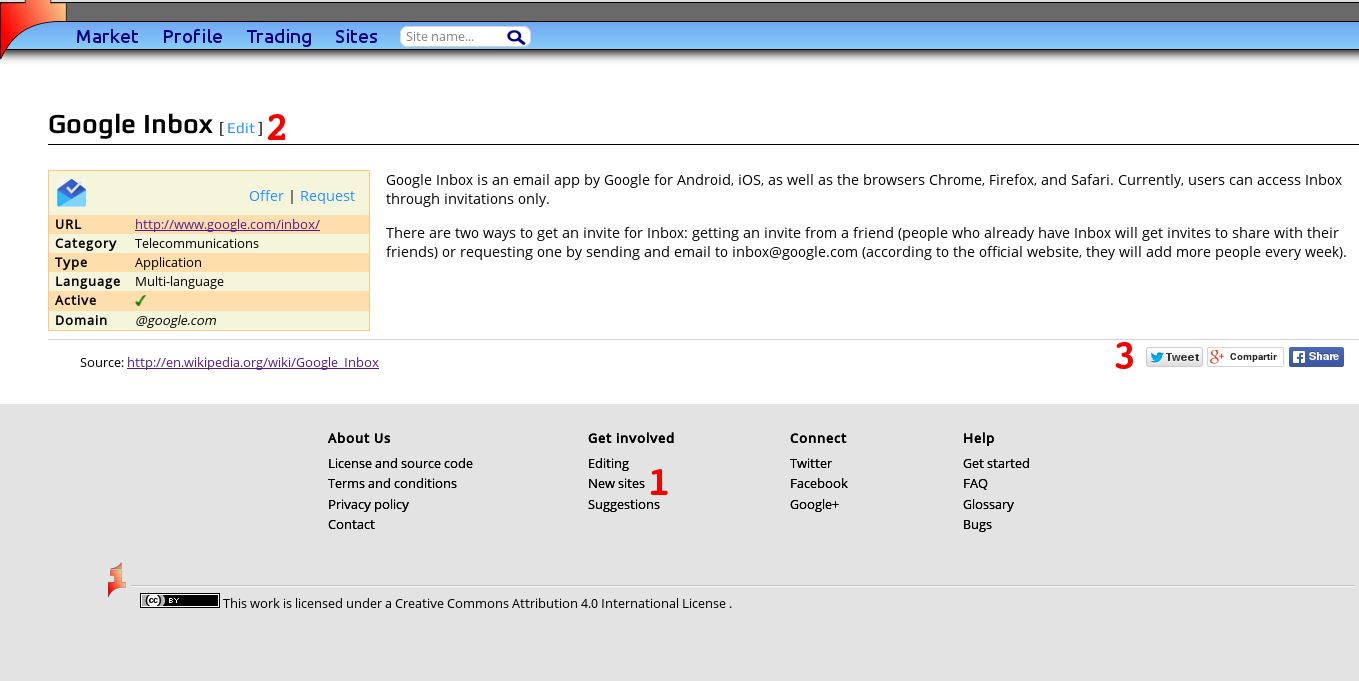 Market Profile Trading Sites Site name...
Google Inbox [ Edit ] 2
Offer | Request
URL http://www.google.com/inbox/
Category Telecommunications
Type Application
Language Multi-language
Active ✓
Domain @google.com
Google Inbox is an email app by Google for Android, iOS, as well as the browsers Chrome, Firefox, and Safari. Currently, users can access Inbox
through invitations only.
There are two ways to get an invite for Inbox: getting an invite from a friend (people who already have Inbox will get invites to share with their
friends) or requesting one by sending and email to inbox@google.com (according to the official website, they will add more people every week).
Source: http://en.wikipedia.org/wiki/Google_Inbox
3 Tweet g+ Compartir f Share
About Us
License and source code
Terms and conditions
Privacy policy
Contact
Get involved
Editing
New sites 1
Suggestions
Connect
Twitter
Facebook
Google+
Help
Get started
FAQ
Glossary
Bugs
1
cc BY This work is licensed under a Creative Commons Attribution 4.0 International License .